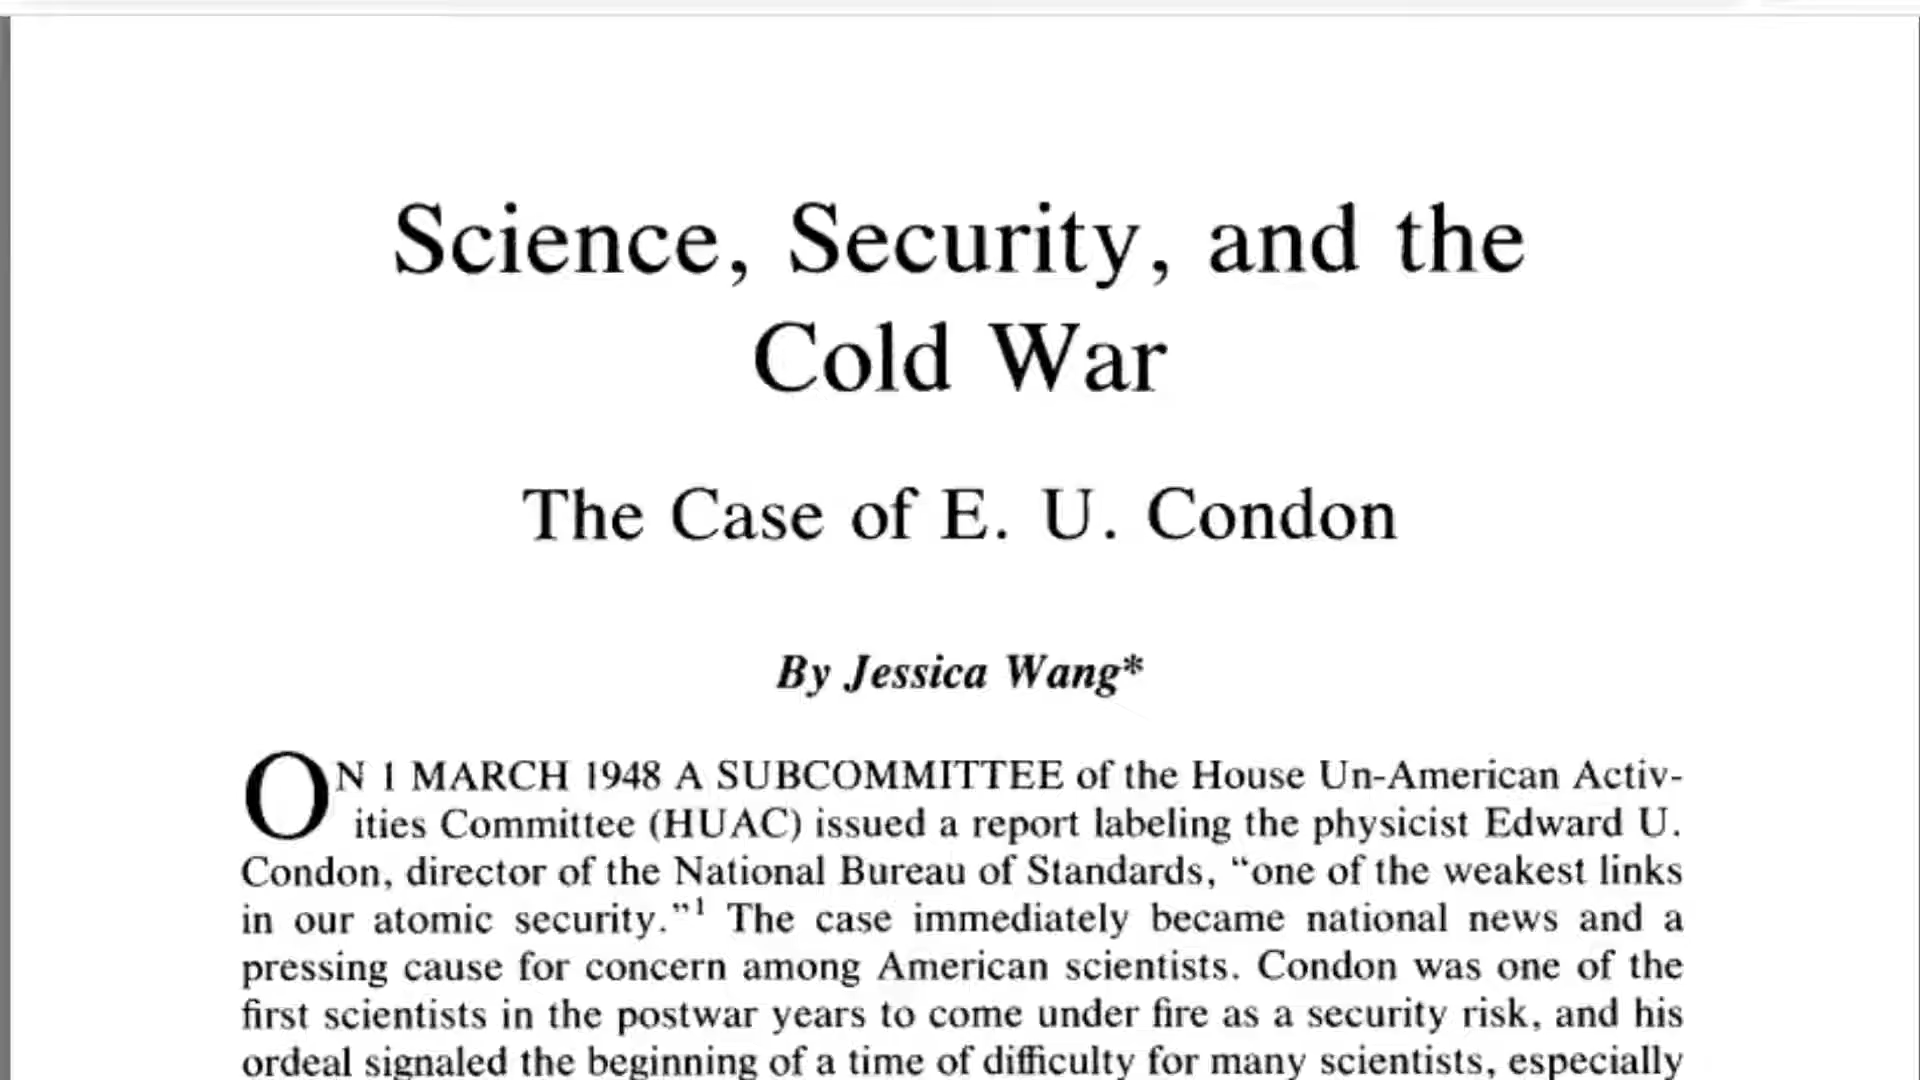 Science, Security, and the
Cold War
The Case of E. U. Condon
By Jessica Wang*
ON 1 MARCH 1948 A SUBCOMMITTEE of the House Un-American Activ-
ities Committee (HUAC) issued a report labeling the physicist Edward U.
Condon, director of the National Bureau of Standards, “one of the weakest links
in our atomic security.”1 The case immediately became national news and a
pressing cause for concern among American scientists. Condon was one of the
first scientists in the postwar years to come under fire as a security risk, and his
ordeal signaled the beginning of a time of difficulty for many scientists, especially